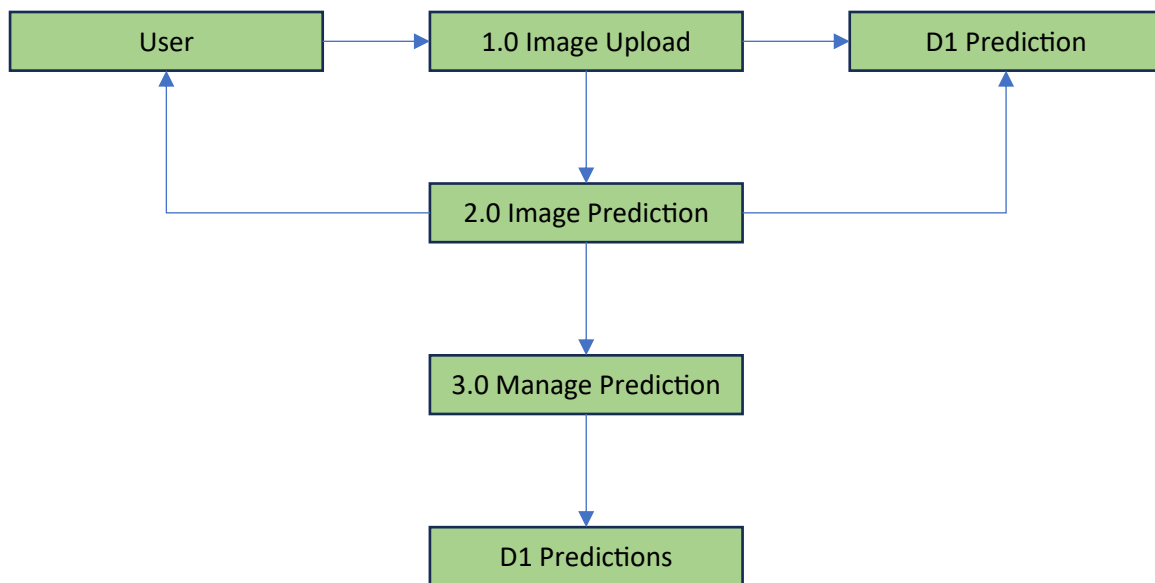 User
1.0 Image Upload
D1 Prediction
2.0 Image Prediction
3.0 Manage Prediction
D1 Predictions